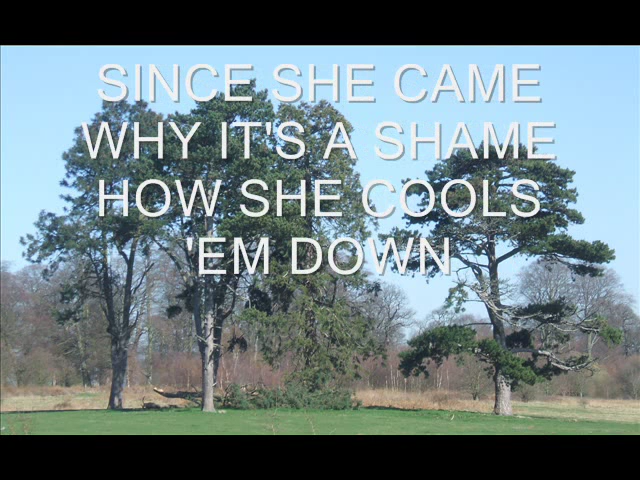 SINCE SHE CAME
WHY IT'S A SHAME
HOW SHE COOLS
'EM DOWN